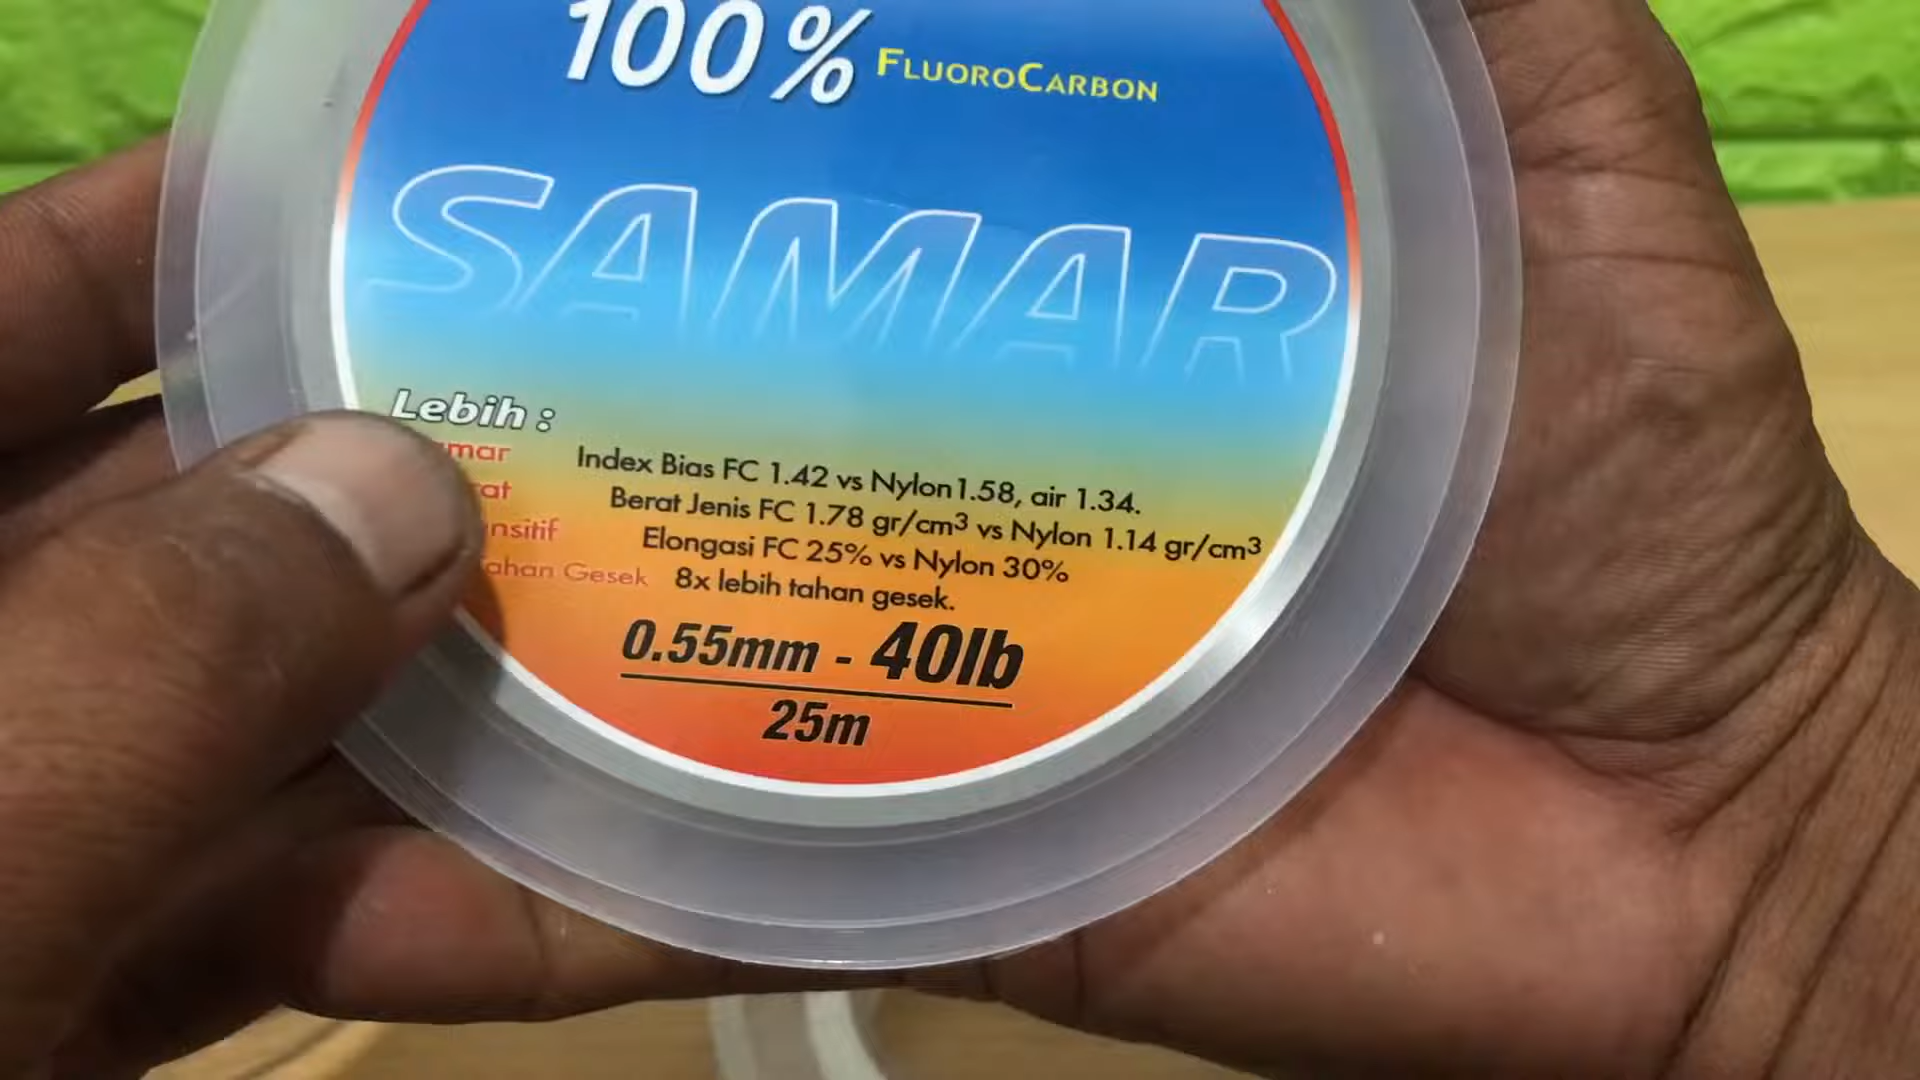 100% FLUOROCARBON
SAMAR
Lebih :
Index Bias FC 1.42 vs Nylon 1.58, air 1.34.
Berat Jenis FC 1.78 gr/cm³ vs Nylon 1.14 gr/cm³
Elongasi FC 25% vs Nylon 30%
Gesek 8x lebih tahan gesek.
0.55mm - 40lb
25m